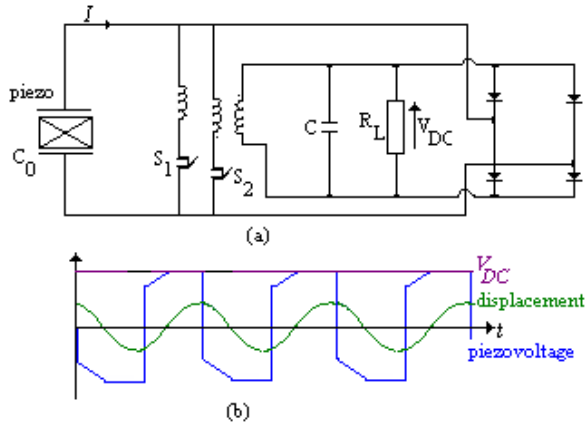 I
piezo
C0
S1
S2
C
RL
VDC
(a)
VDC
displacement
t
piezovoltage
(b)